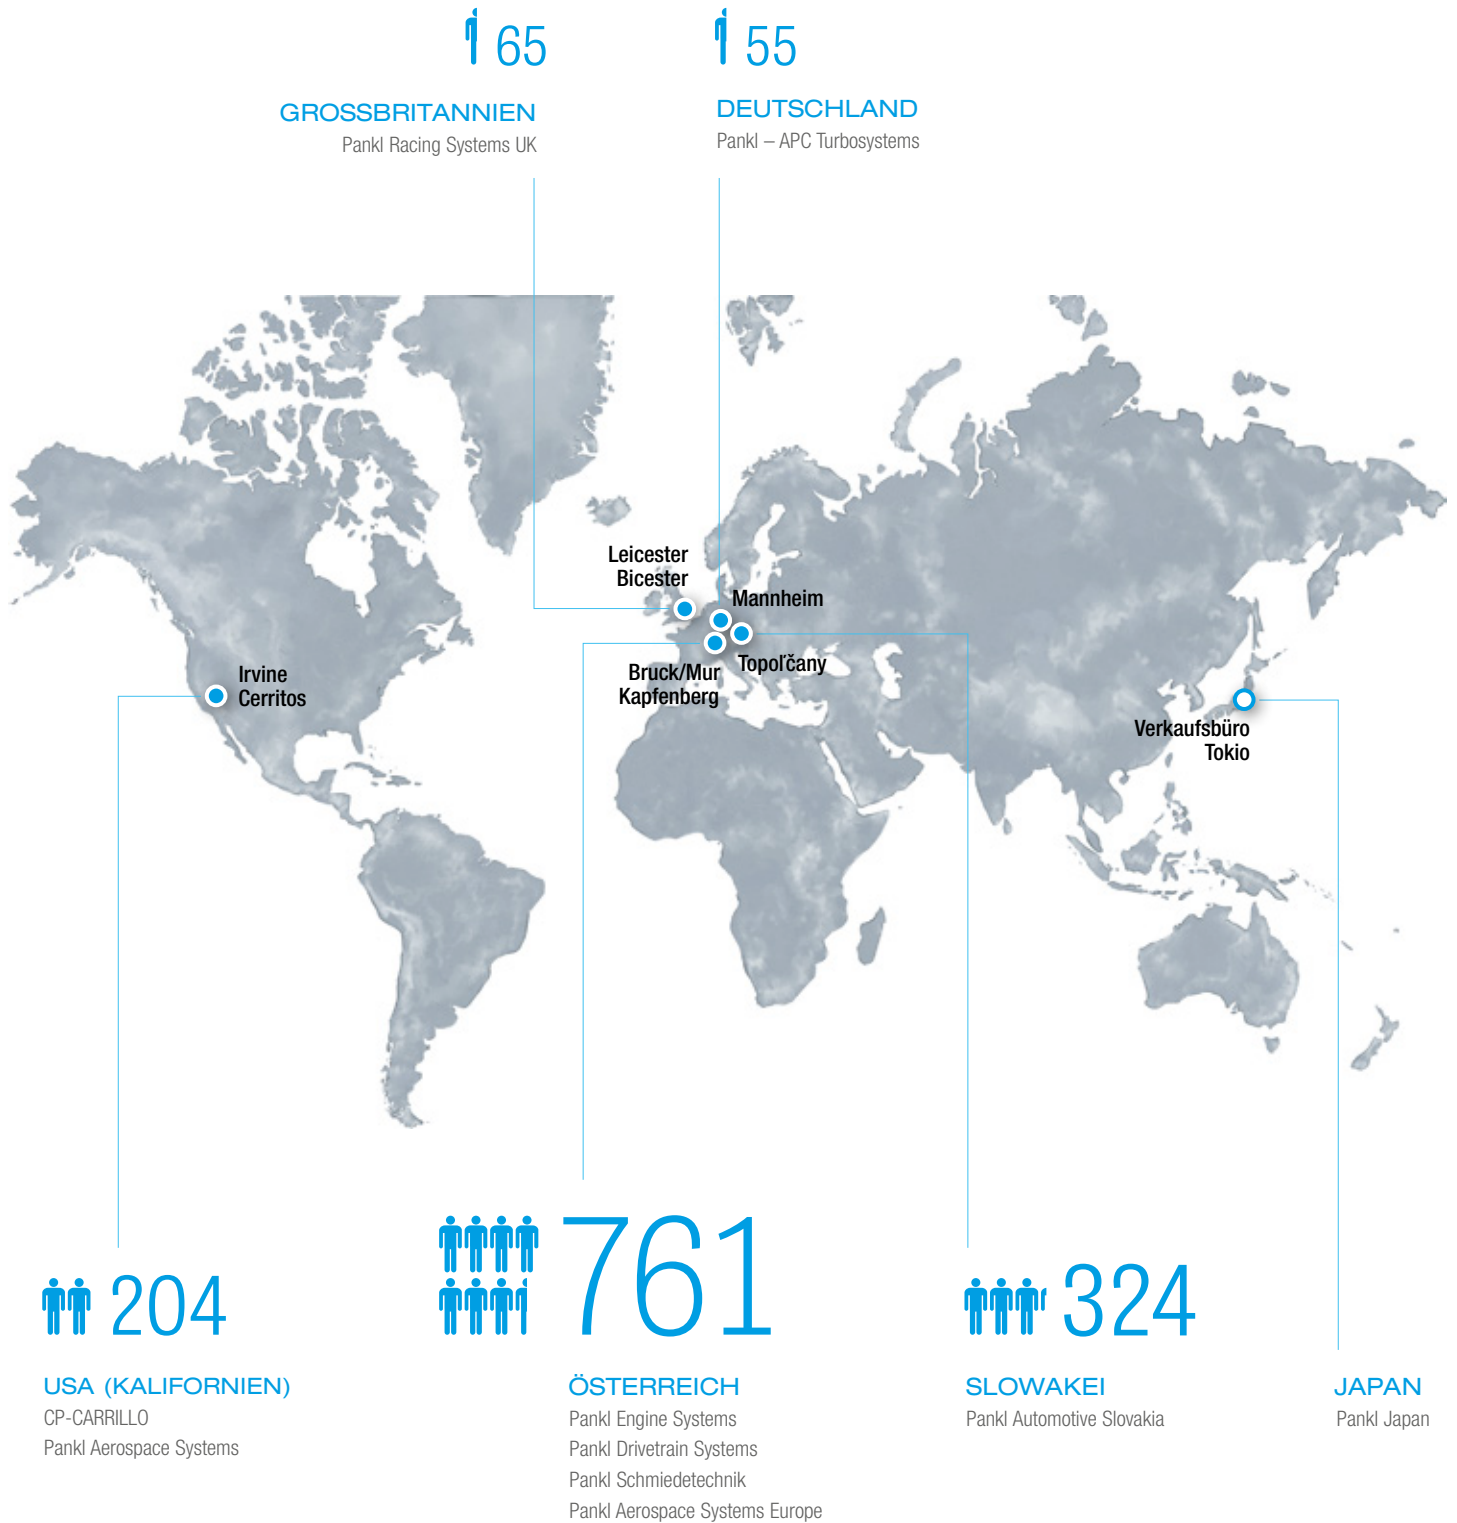 65
GROSSBRITANNIEN
Pankl Racing Systems UK
55
DEUTSCHLAND
Pankl – APC Turbosystems
Leicester
Bicester
Mannheim
Topoľčany
Bruck/Mur
Kapfenberg
Irvine
Cerritos
Verkaufsbüro
Tokio
204
USA (KALIFORNIEN)
CP-CARRILLO
Pankl Aerospace Systems
761
ÖSTERREICH
Pankl Engine Systems
Pankl Drivetrain Systems
Pankl Schmiedetechnik
Pankl Aerospace Systems Europe
324
SLOWAKEI
Pankl Automotive Slovakia
JAPAN
Pankl Japan